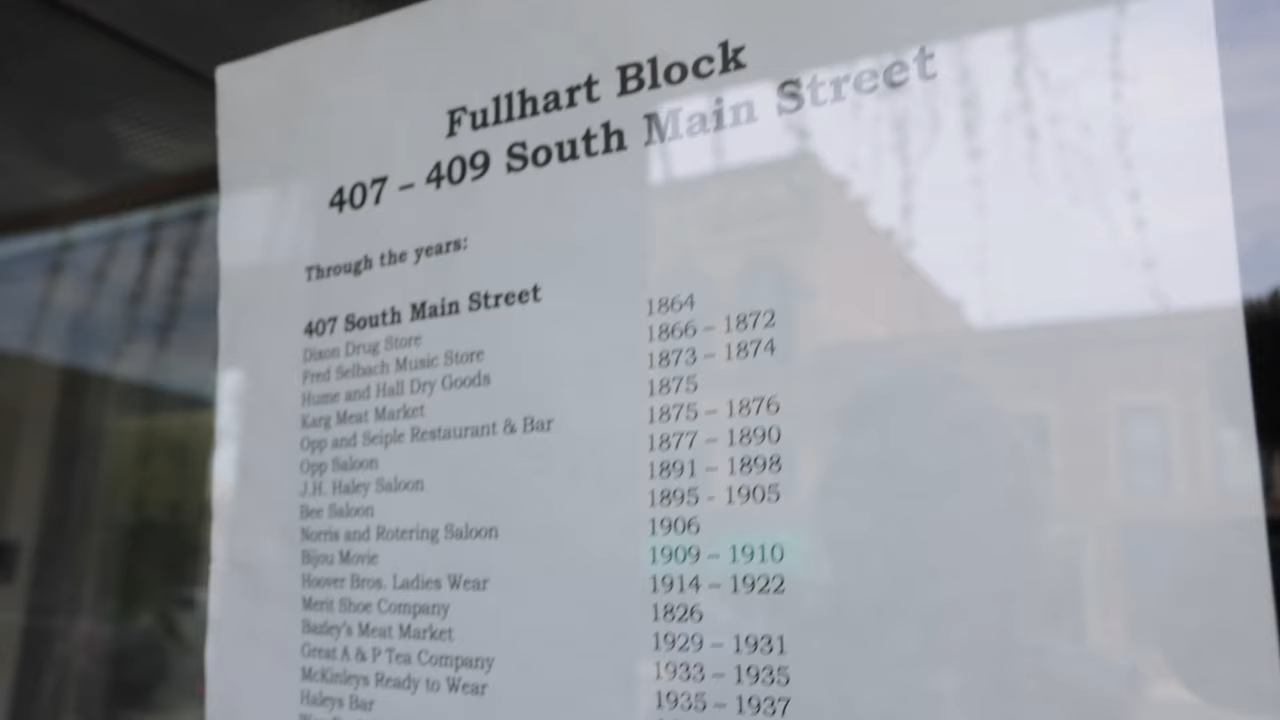 Fullhart Block
407 – 409 South Main Street
Through the years:
407 South Main Street
Dixon Drug Store 1864
Fred Selbach Music Store 1866 – 1872
Hume and Hall Dry Goods 1873 – 1874
Karg Meat Market 1875
Opp and Seiple Restaurant & Bar 1875 – 1876
Opp Saloon 1877 – 1890
J.H. Haley Saloon 1891 – 1898
Bee Saloon 1895 - 1905
Norris and Rotering Saloon 1906
Bijou Movie 1909 – 1910
Hoover Bros. Ladies Wear 1914 – 1922
Merit Shoe Company 1826
Meat Market 1929 – 1931
Great A & P Tea Company 1933 – 1935
McKinleys Ready to Wear 1935 – 1937
Haleys Bar